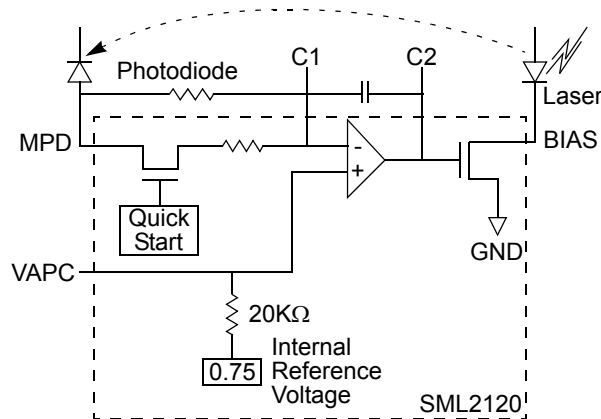 C1
C2
Photodiode
Laser
MPD
BIAS
-
+
Quick
Start
GND
VAPC
20KΩ
0.75
Internal
Reference
Voltage
SML2120